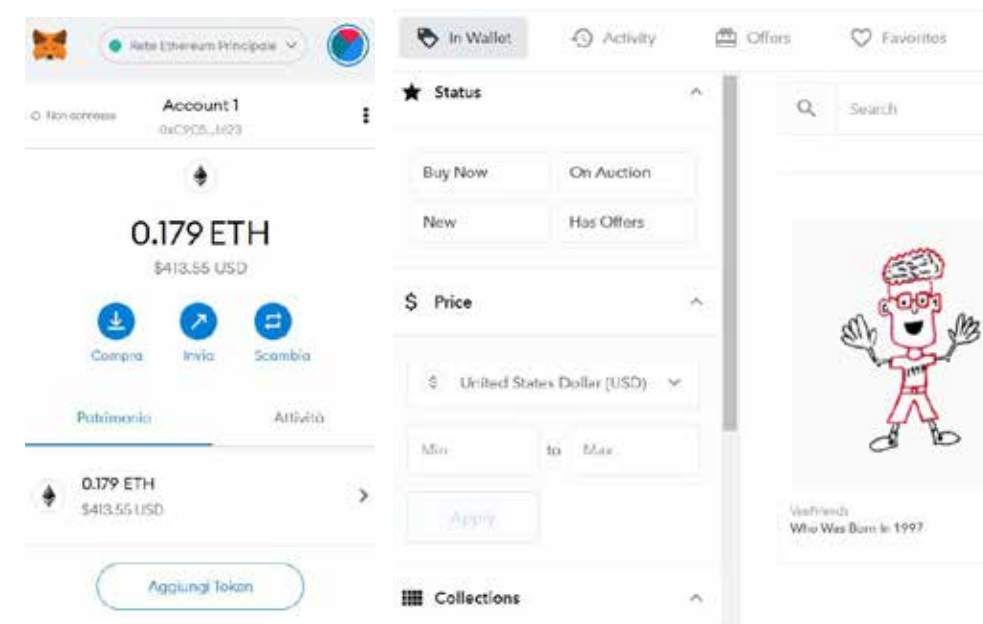 Rete Ethereum Principale
Non connesso
Account 1
0.179 ETH
$413.55 USD
Compra
Invia
Scambia
Patrimonio
Attività
0.179 ETH
$413.55 USD
Aggiungi Token
In Wallet
Activity
Offers
Favorites
Status
Buy Now
On Auction
New
Has Offers
$ Price
$ United States Dollar (USD)
Min
to
Max
Apply
Collections
Search
VeeFriends
Who Was Born In 1997